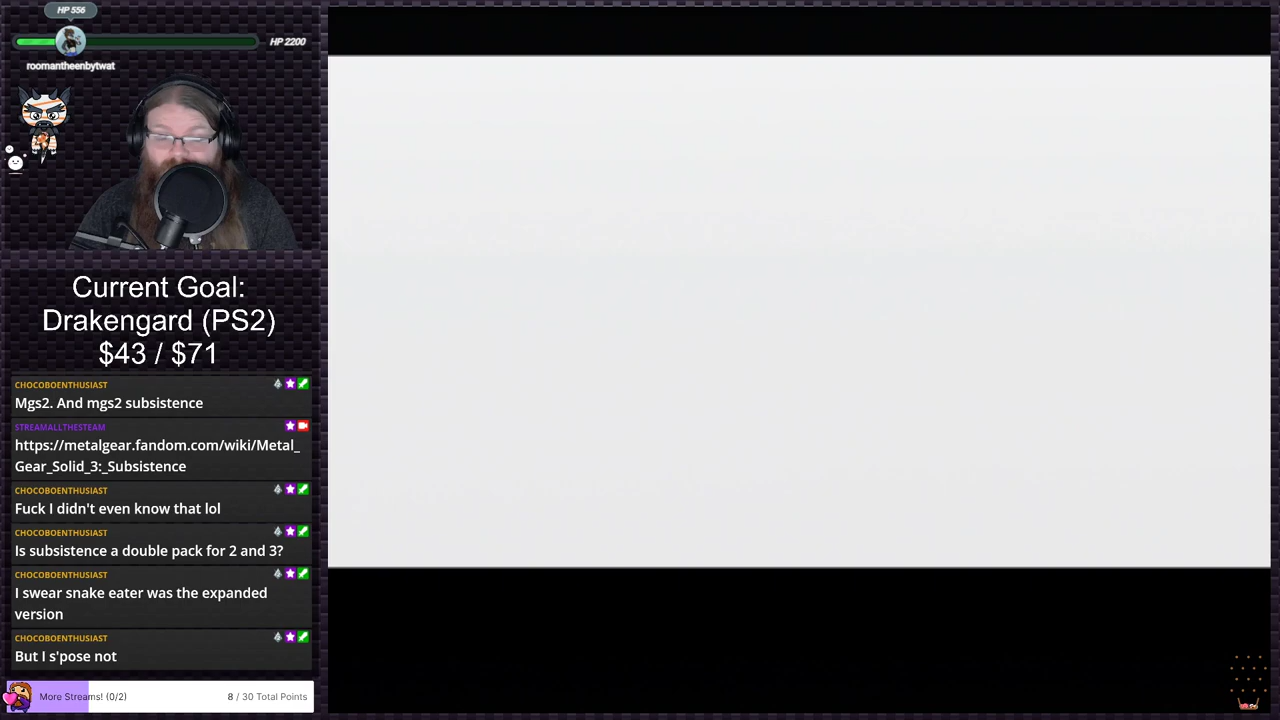 HP 556
HP 2200
roomantheenbytwat
Current Goal:
Drakengard (PS2)
$43 / $71
CHOCOBOENTHUSIAST
Mgs2. And mgs2 subsistence
STREAMALLTHESTEAM
https://metalgear.fandom.com/wiki/Metal_
Gear_Solid_3:_Subsistence
CHOCOBOENTHUSIAST
Fuck I didn't even know that lol
CHOCOBOENTHUSIAST
Is subsistence a double pack for 2 and 3?
CHOCOBOENTHUSIAST
I swear snake eater was the expanded
version
CHOCOBOENTHUSIAST
But I s'pose not
More Streams! (0/2)
8 / 30 Total Points